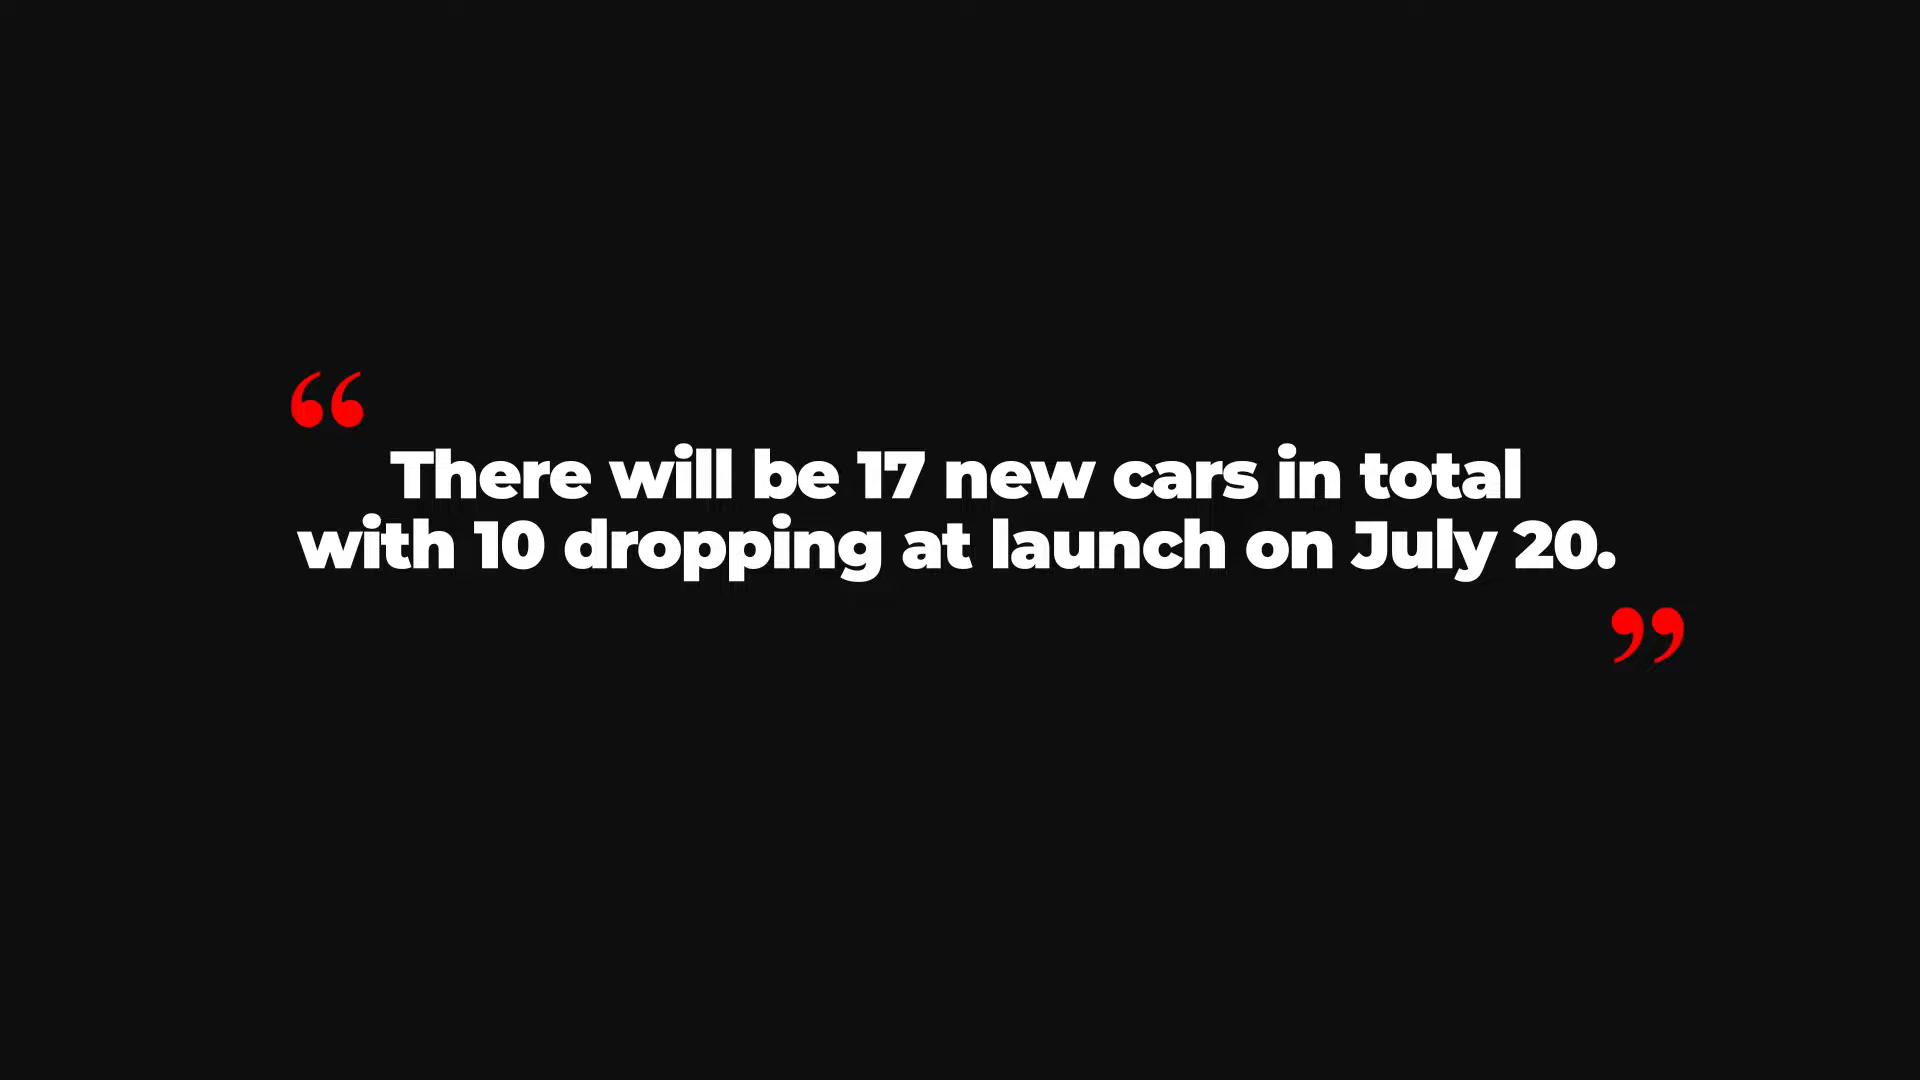 “
There will be 17 new cars in total
with 10 dropping at launch on July 20.
”